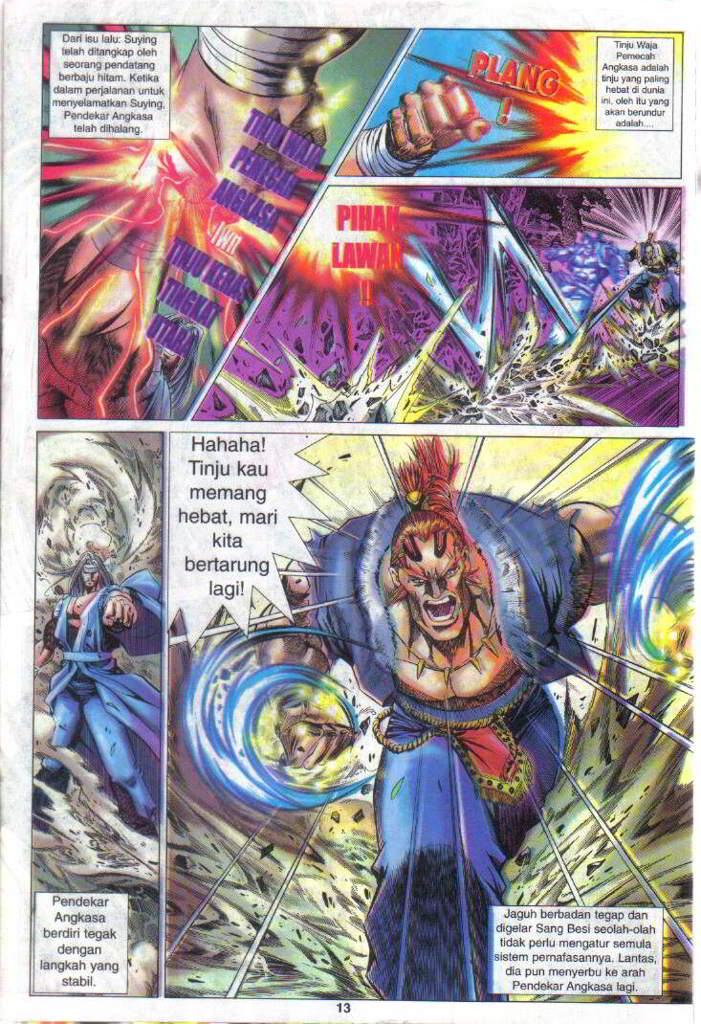 Dari isu lalu: Suying
telah ditangkap oleh
seorang pendatang
berbaju hitam. Ketika
dalam perjalanan untuk
menyelamatkan Suying,
Pendekar Angkasa
telah dihalang.
TINJU WAJA
PEMECAH
ANGKASA!
LWN
TINJU KERAS
PLANG
!
Tinju Waja
Pemecah
Angkasa adalah
tinju yang paling
hebat di dunia
ini, oleh itu yang
akan berundur
adalah....
PIHAK
LAWAN
!!
Hahaha!
Tinju kau
memang
hebat, mari
kita
bertarung
lagi!
Pendekar
Angkasa
berdiri tegak
dengan
langkah yang
stabil.
Jaguh berbadan tegap dan
digelar Sang Besi seolah-olah
tidak perlu mengatur semula
sistem pernafasannya. Lantas,
dia pun menyerbu ke arah
Pendekar Angkasa lagi.
13